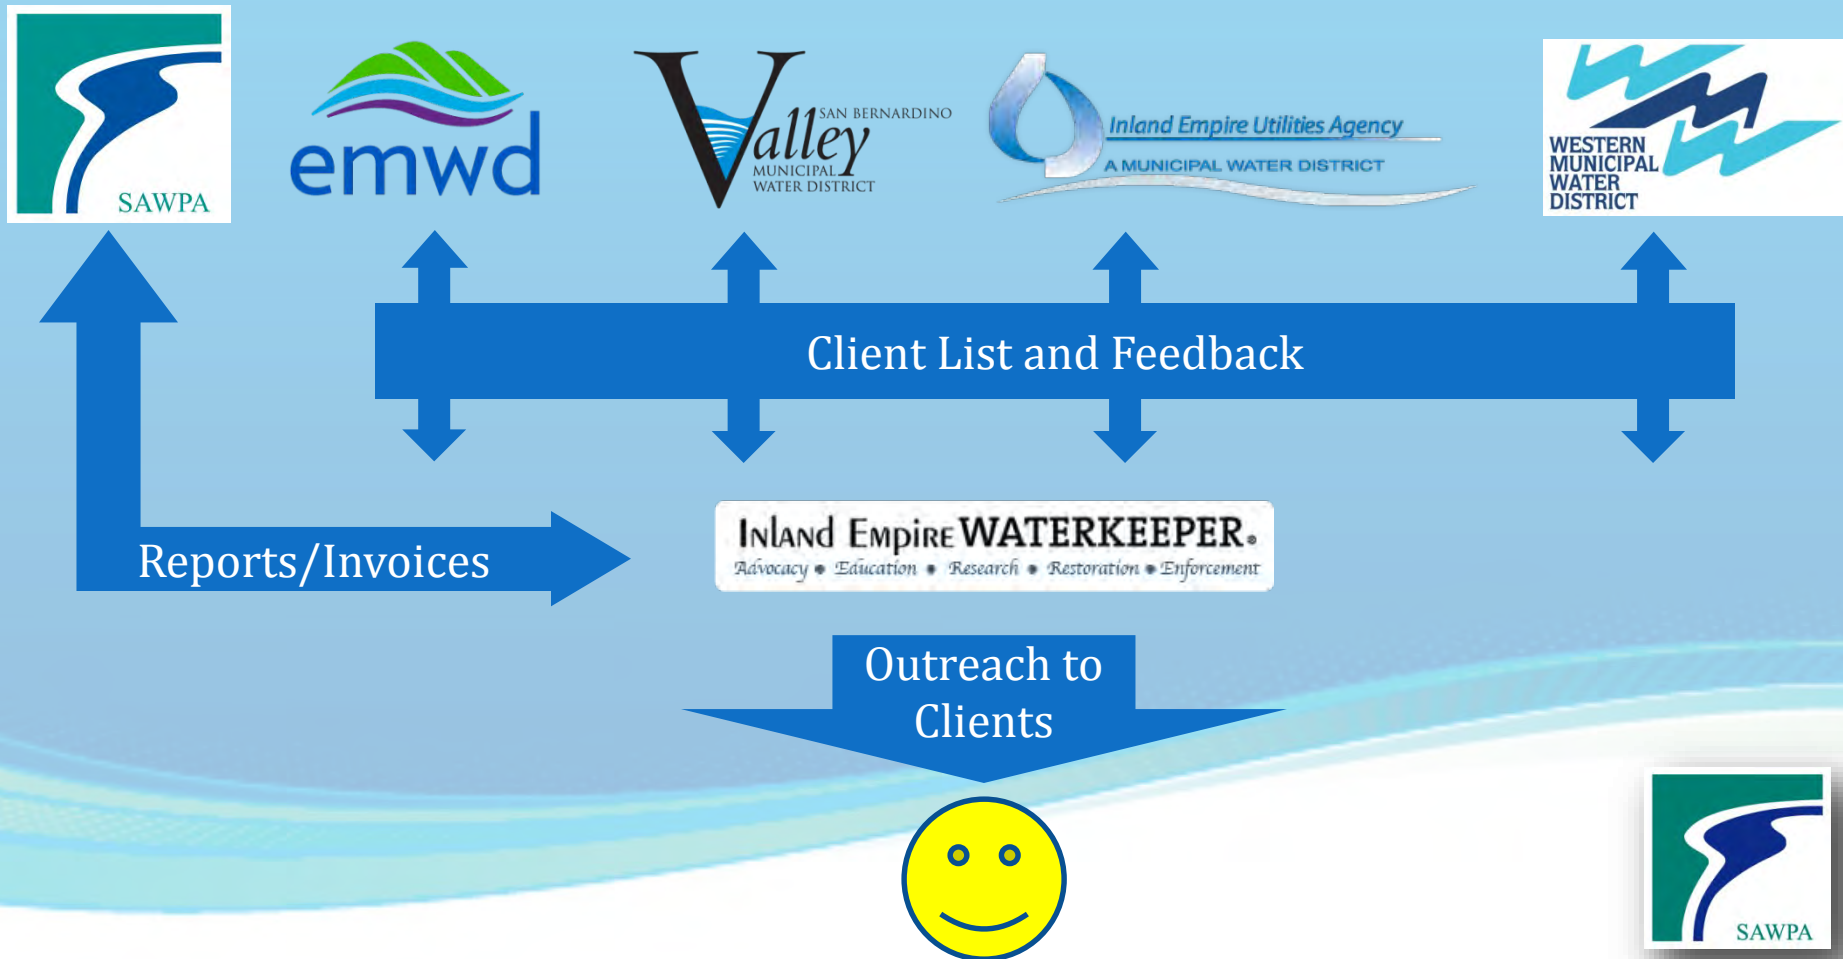 SAWPA
emwd
Valley
SAN BERNARDINO
MUNICIPAL
WATER DISTRICT
Inland Empire Utilities Agency
A MUNICIPAL WATER DISTRICT
WESTERN
MUNICIPAL
WATER
DISTRICT
Client List and Feedback
Reports/Invoices
Inland Empire WATERKEEPER®
Advocacy • Education • Research • Restoration • Enforcement
Outreach to
Clients
SAWPA